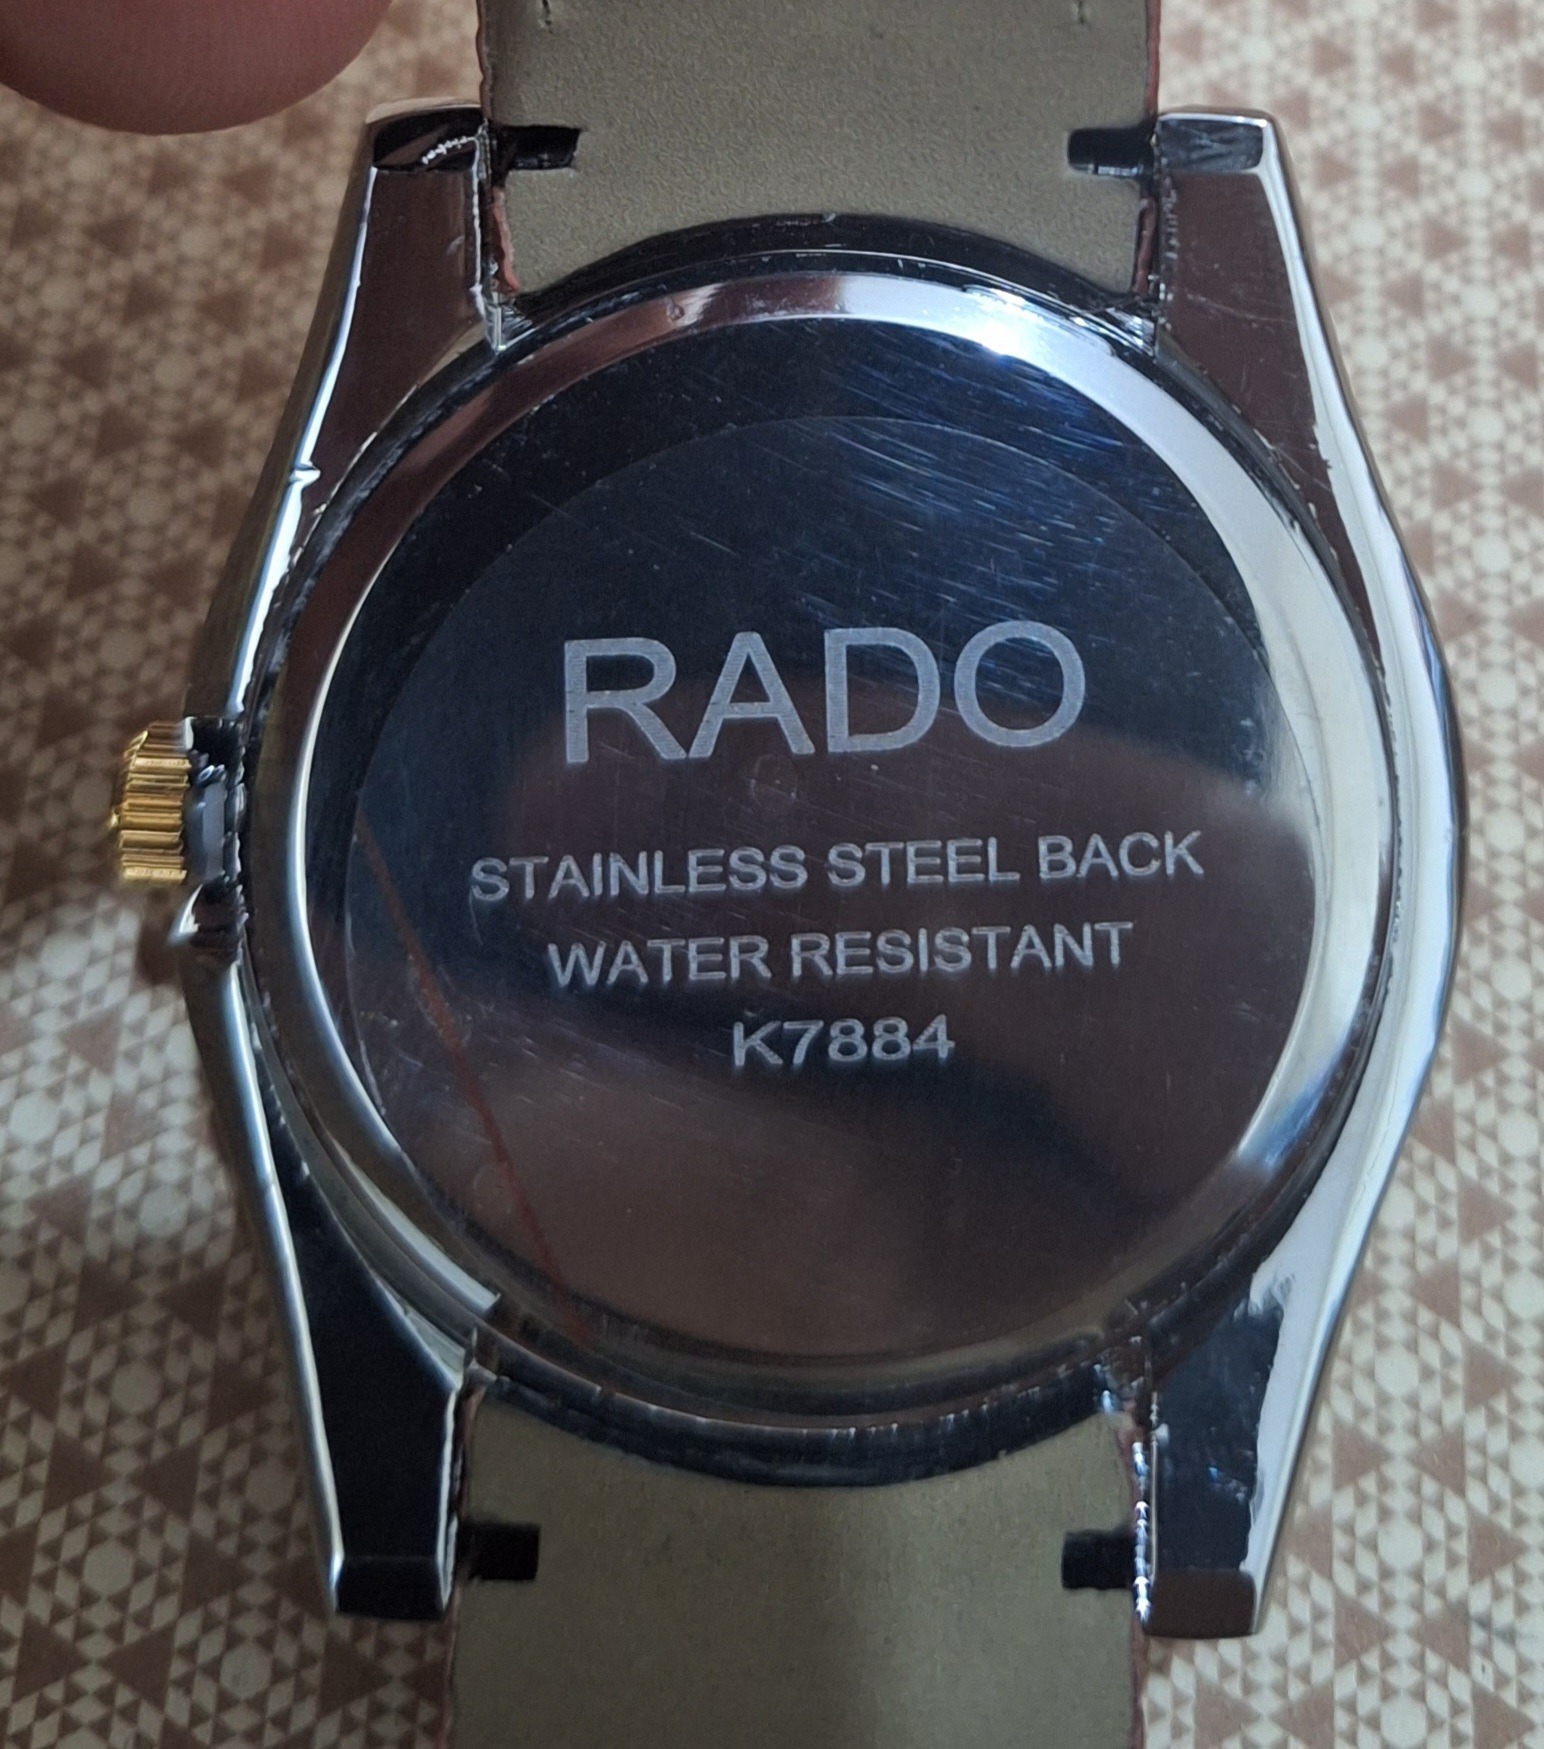 RADO
STAINLESS STEEL BACK
WATER RESISTANT
K7884